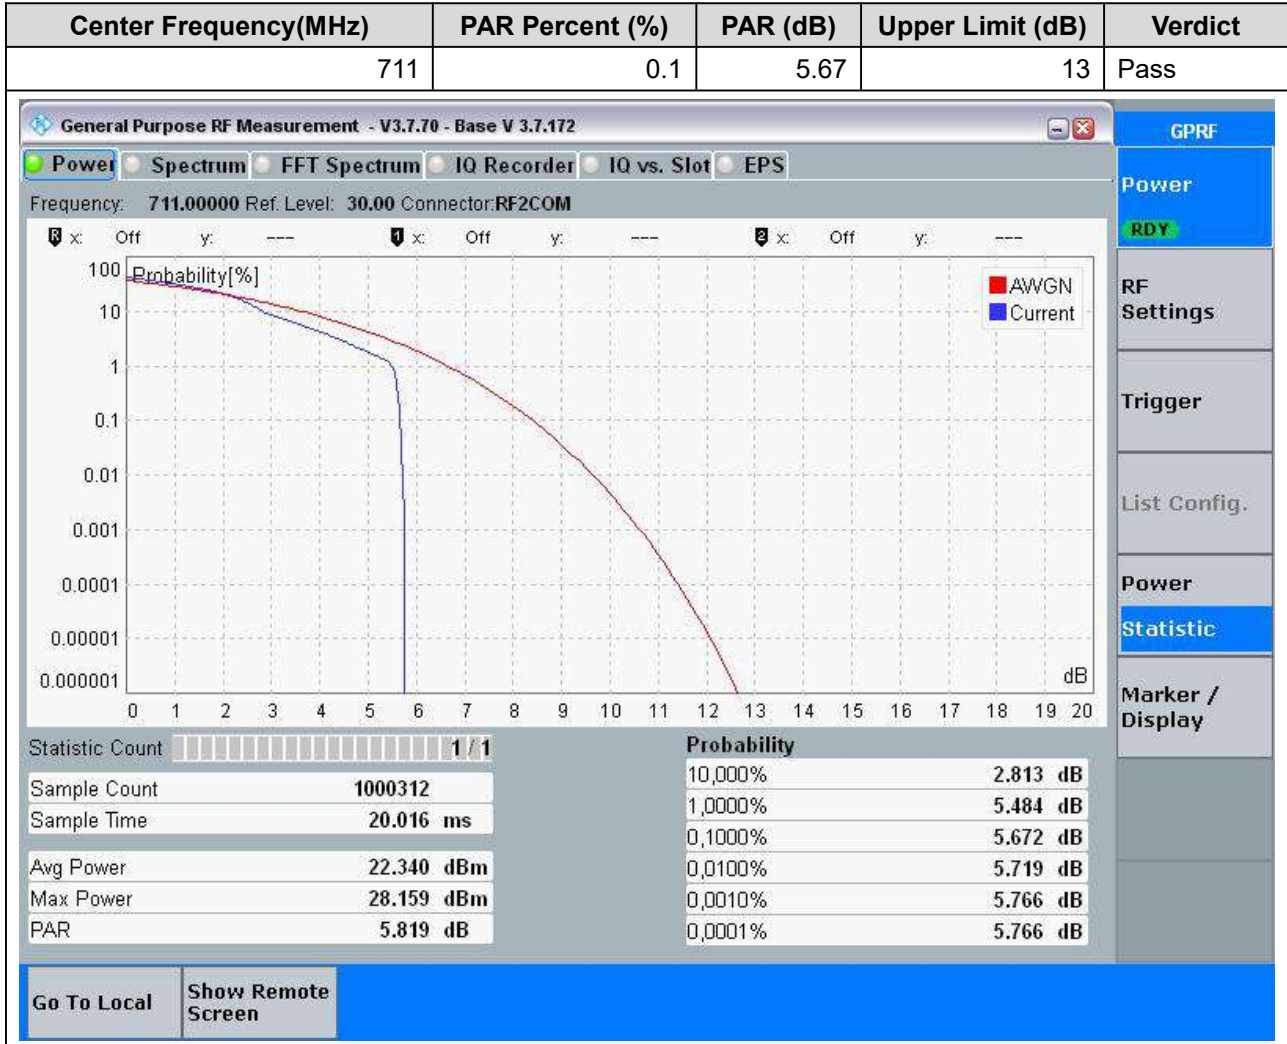 Center Frequency(MHz) PAR Percent (%) PAR (dB) Upper Limit (dB) Verdict
711 0.1 5.67 13 Pass
General Purpose RF Measurement - V3.7.70 - Base V 3.7.172
GPRF
Power Spectrum FFT Spectrum IQ Recorder IQ vs. Slot EPS
Frequency: 711.00000 Ref. Level: 30.00 Connector:RF2COM
R x: Off y: --- 1 x: Off y: --- 2 x: Off y: ---
Probability[%]
AWGN
Current
100
10
1
0.1
0.01
0.001
0.0001
0.00001
0.000001
dB
0 1 2 3 4 5 6 7 8 9 10 11 12 13 14 15 16 17 18 19 20
Statistic Count 1 / 1
Sample Count 1000312
Sample Time 20.016 ms
Avg Power 22.340 dBm
Max Power 28.159 dBm
PAR 5.819 dB
Probability
10,000% 2.813 dB
1,0000% 5.484 dB
0,1000% 5.672 dB
0,0100% 5.719 dB
0,0010% 5.766 dB
0,0001% 5.766 dB
Power
RDY
RF
Settings
Trigger
List Config.
Power
Statistic
Marker /
Display
Go To Local
Show Remote
Screen